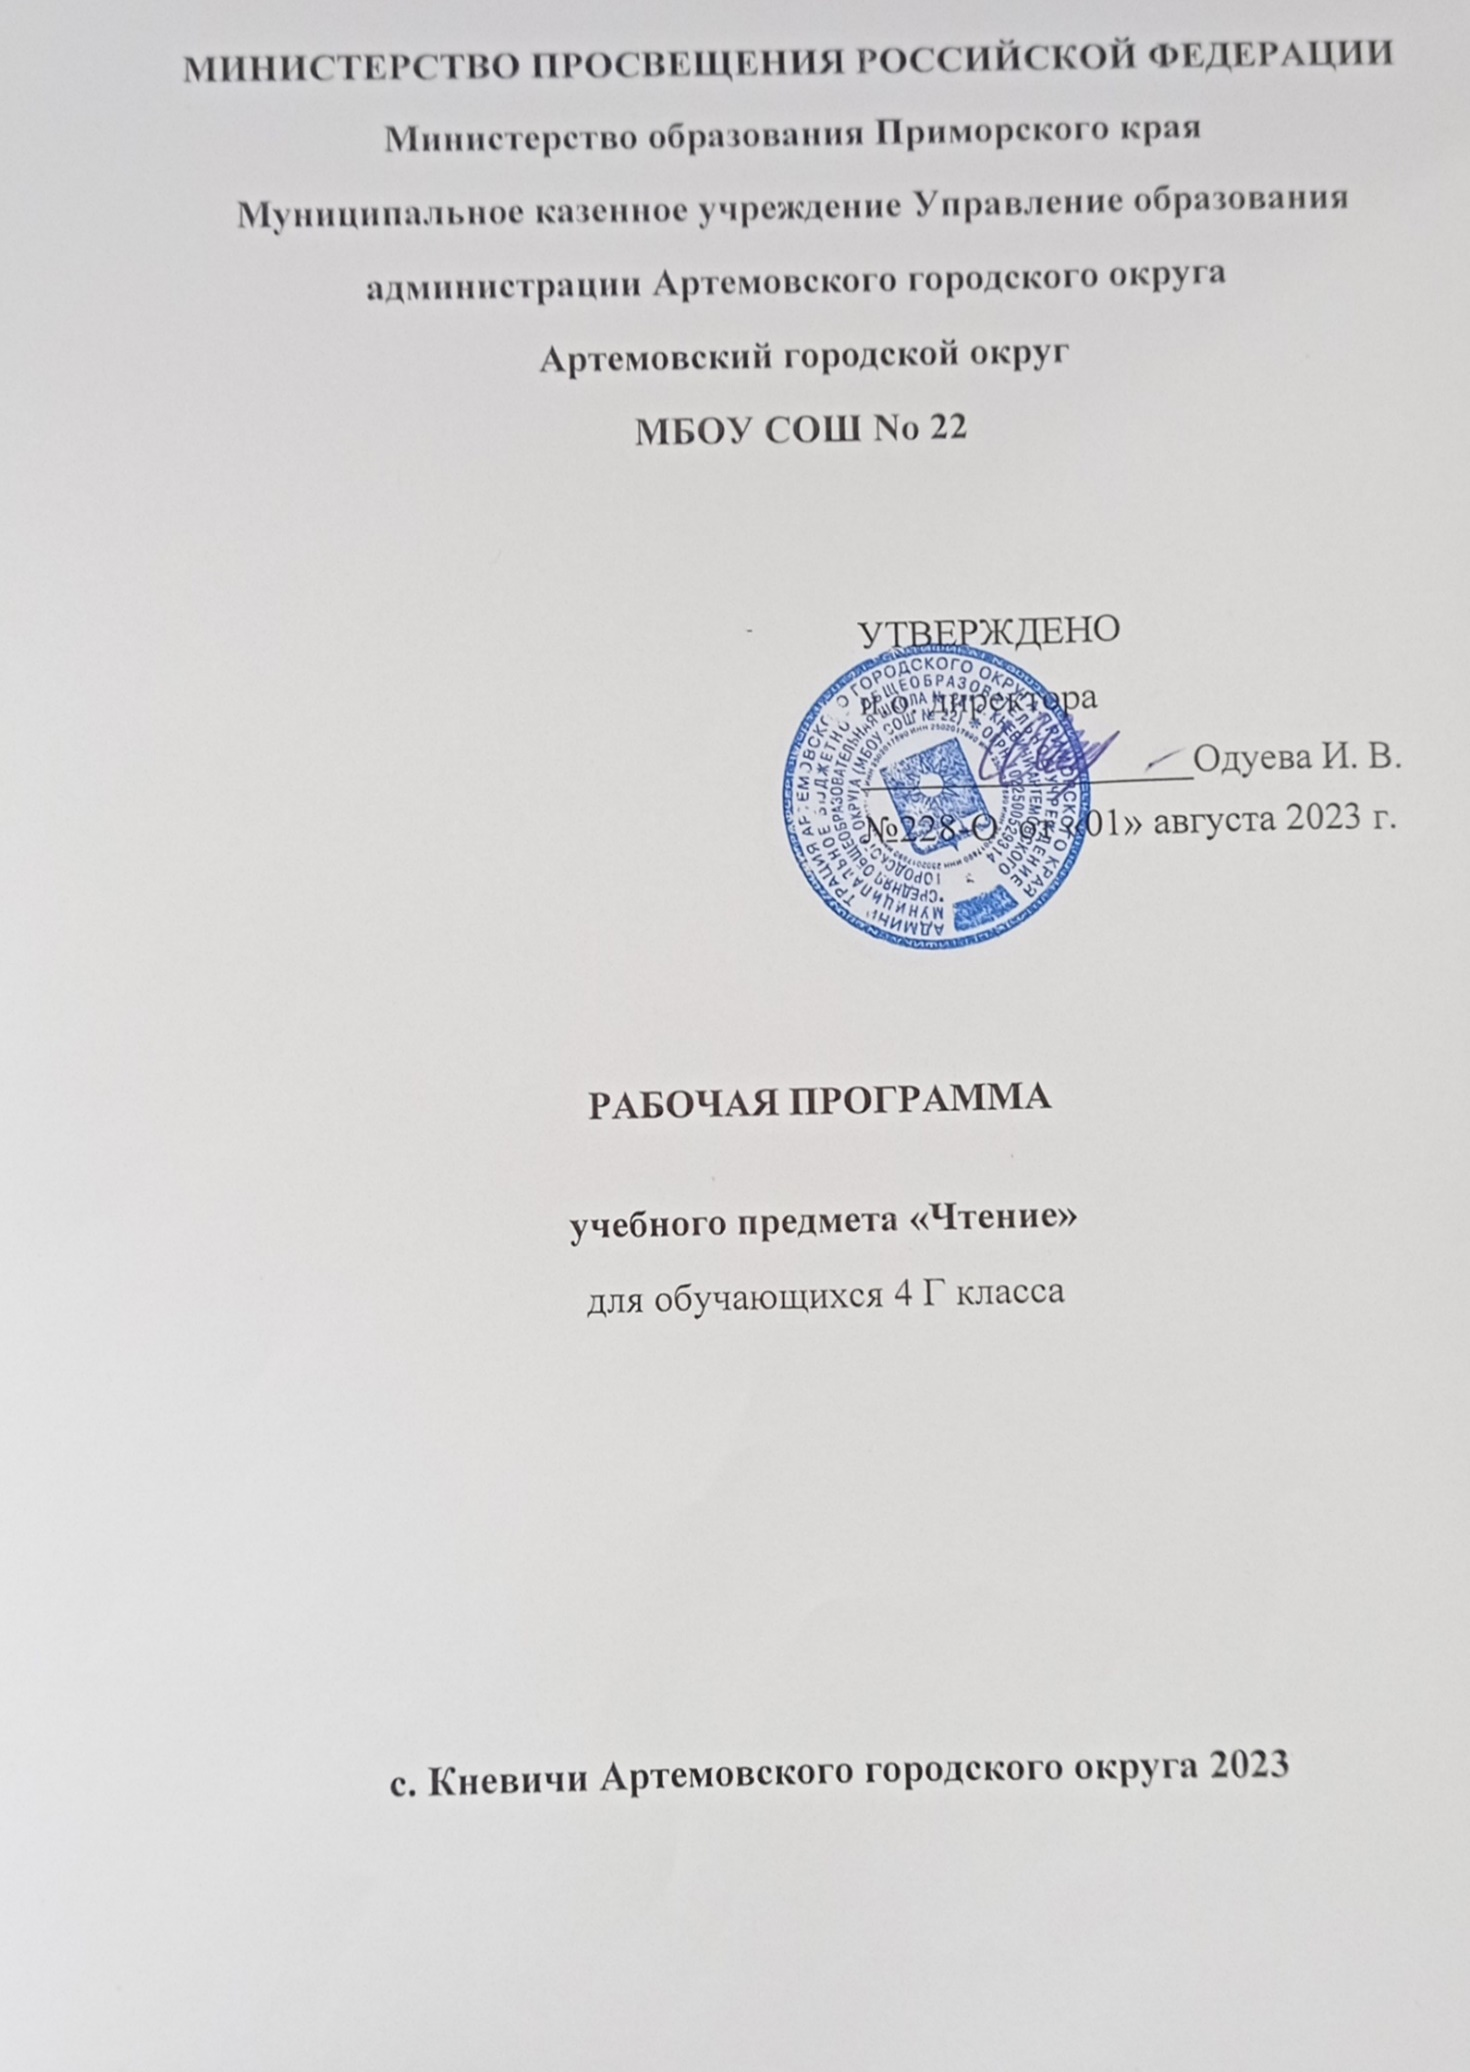 МИНИСТЕРСТВО ПРОСВЕЩЕНИЯ РОССИЙСКОЙ ФЕДЕРАЦИИ
Министерство образования Приморского края
Муниципальное казенное учреждение Управление образования
администрации Артемовского городского округа
Артемовский городской округ
МБОУ СОШ No 22
УТВЕРЖДЕНО
И.о. директора
Одуева И. В.
№228-О от «01» августа 2023 г.
РАБОЧАЯ ПРОГРАММА
учебного предмета «Чтение»
для обучающихся 4 Г класса
с. Кневичи Артемовского городского округа 2023